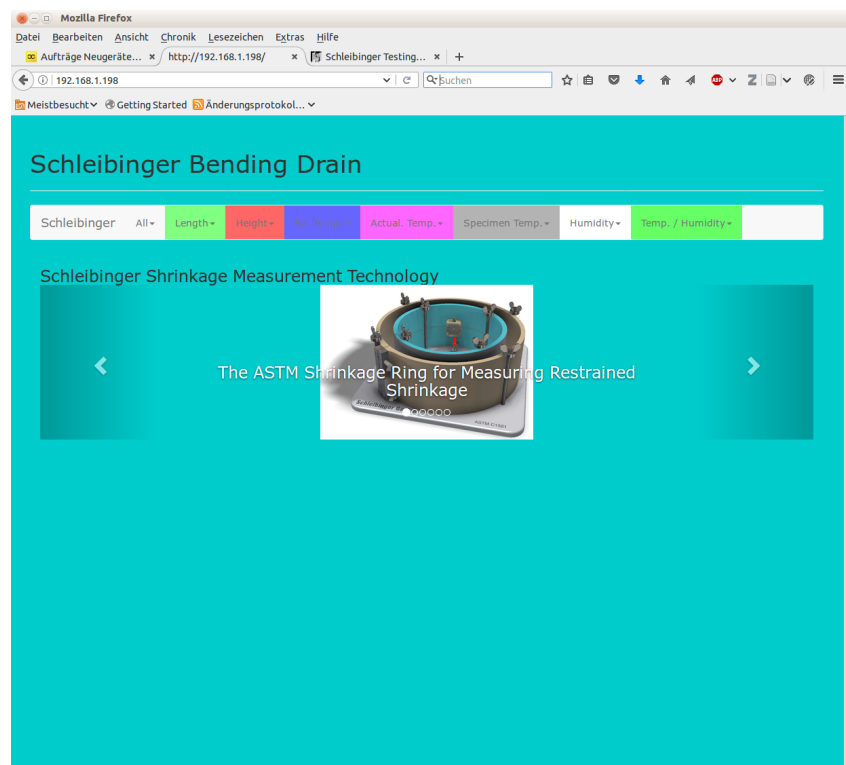 Mozilla Firefox
Datei Bearbeiten Ansicht Chronik Lesezeichen Extras Hilfe
Aufträge Neugeräte... × http://192.168.1.198/ × Schleibinger Testing... × +
192.168.1.198 Suchen ABP
Meistbesucht Getting Started Änderungsprotokol...
Schleibinger Bending Drain
Schleibinger All Length Height Actual. Temp. Specimen Temp. Humidity Temp. / Humidity
Schleibinger Shrinkage Measurement Technology
The ASTM Shrinkage Ring for Measuring Restrained
Shrinkage